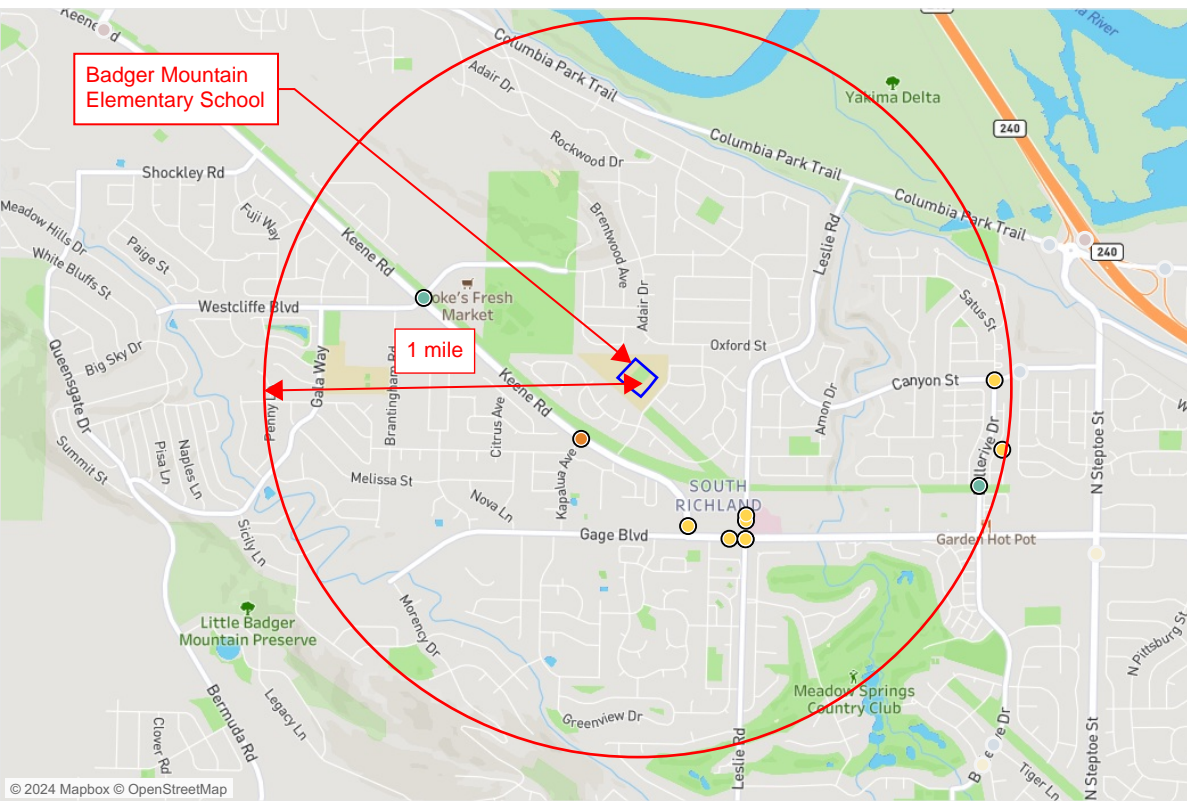 Keene Rd
Columbia Park Trail
Badger Mountain
Elementary School
Adair Dr
Yakima Delta
240
Rockwood Dr
Columbia Park Trail
Shockley Rd
Columbia Park Trail
Meadow Hills Dr
Fuji Way
Brentwood Ave
Leslie Rd
240
White Bluffs St
Paige St
Keene Rd
Westcliffe Blvd
oke's Fresh
Market
Adair Dr
Satus St
1 mile
Oxford St
Big Sky Dr
Queensgate Dr
Gala Way
Brantingham Rd
Keene Rd
Canyon St
Penny L
Citrus Ave
Amon Dr
llerive Dr
N Steptoe St
Summit St
Pisa Ln
Naples Ln
Melissa St
Kapalua Ave
Nova Ln
SOUTH
RICHLAND
Gage Blvd
Garden Hot Pot
Sicily Ln
Little Badger
Mountain Preserve
Morency Dr
N Pittsburg St
Meadow Springs
Country Club
Bermuda Rd
Legacy Ln
Greenview Dr
Clover Rd
Leslie Rd
N Steptoe St
Tiger Ln
© 2024 Mapbox © OpenStreetMap